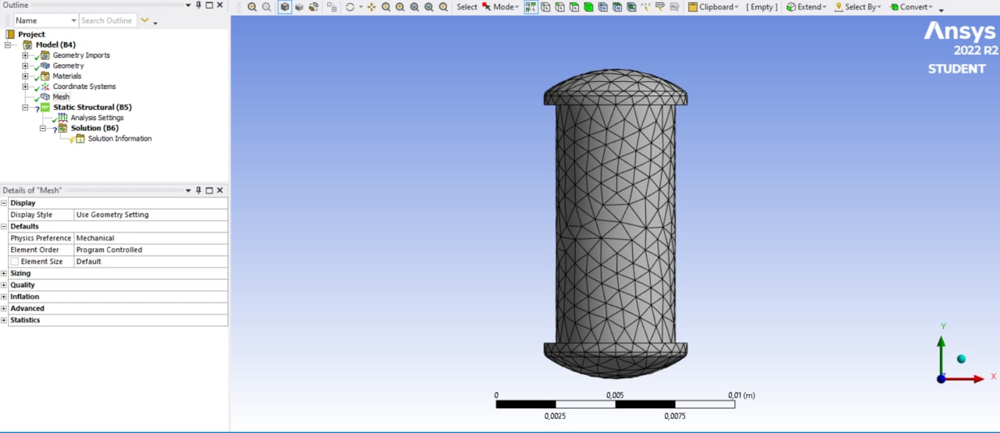 Outline
Select Mode Clipboard [ Empty ] Extend Select By Convert
Name Search Outline
Project
Model (B4)
Geometry Imports
Geometry
Materials
Coordinate Systems
Mesh
Static Structural (B5)
Analysis Settings
Solution (B6)
Solution Information
Details of "Mesh"
Display
Display Style Use Geometry Setting
Defaults
Physics Preference Mechanical
Element Order Program Controlled
Element Size Default
Sizing
Quality
Inflation
Advanced
Statistics
Ansys
2022 R2
STUDENT
0 0,005 0,01 (m)
0,0025 0,0075
Y
Z
X